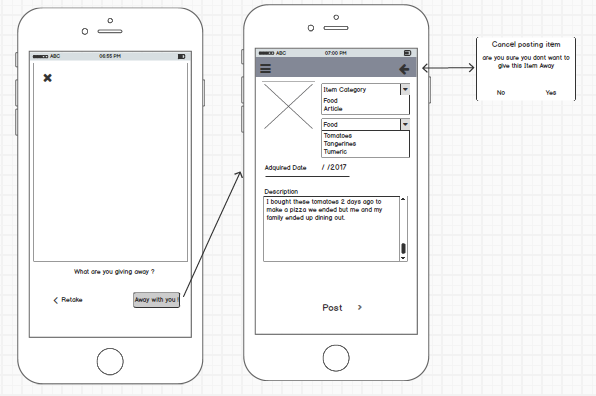 ABC 06:55 PM
What are you giving away ?
Retake
Away with you !
ABC 07:00 PM
Item Category
Food
Article
Food
Tomatoes
Tangerines
Tumeric
Adquired Date / /2017
Description
I bought these tomatoes 2 days ago to
make a pizza we ended but me and my
family ended up dining out.
Post
Cancel posting item
are you sure you dont want to
give this Item Away
No Yes